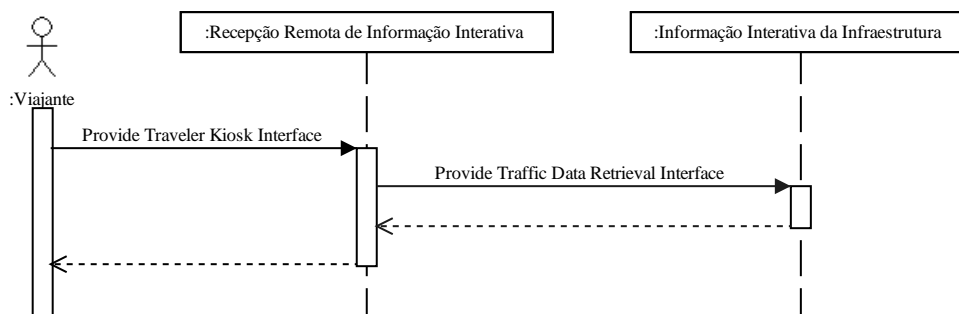 :Recepção Remota de Informação Interativa
:Informação Interativa da Infraestrutura
:Viajante
Provide Traveler Kiosk Interface
Provide Traffic Data Retrieval Interface